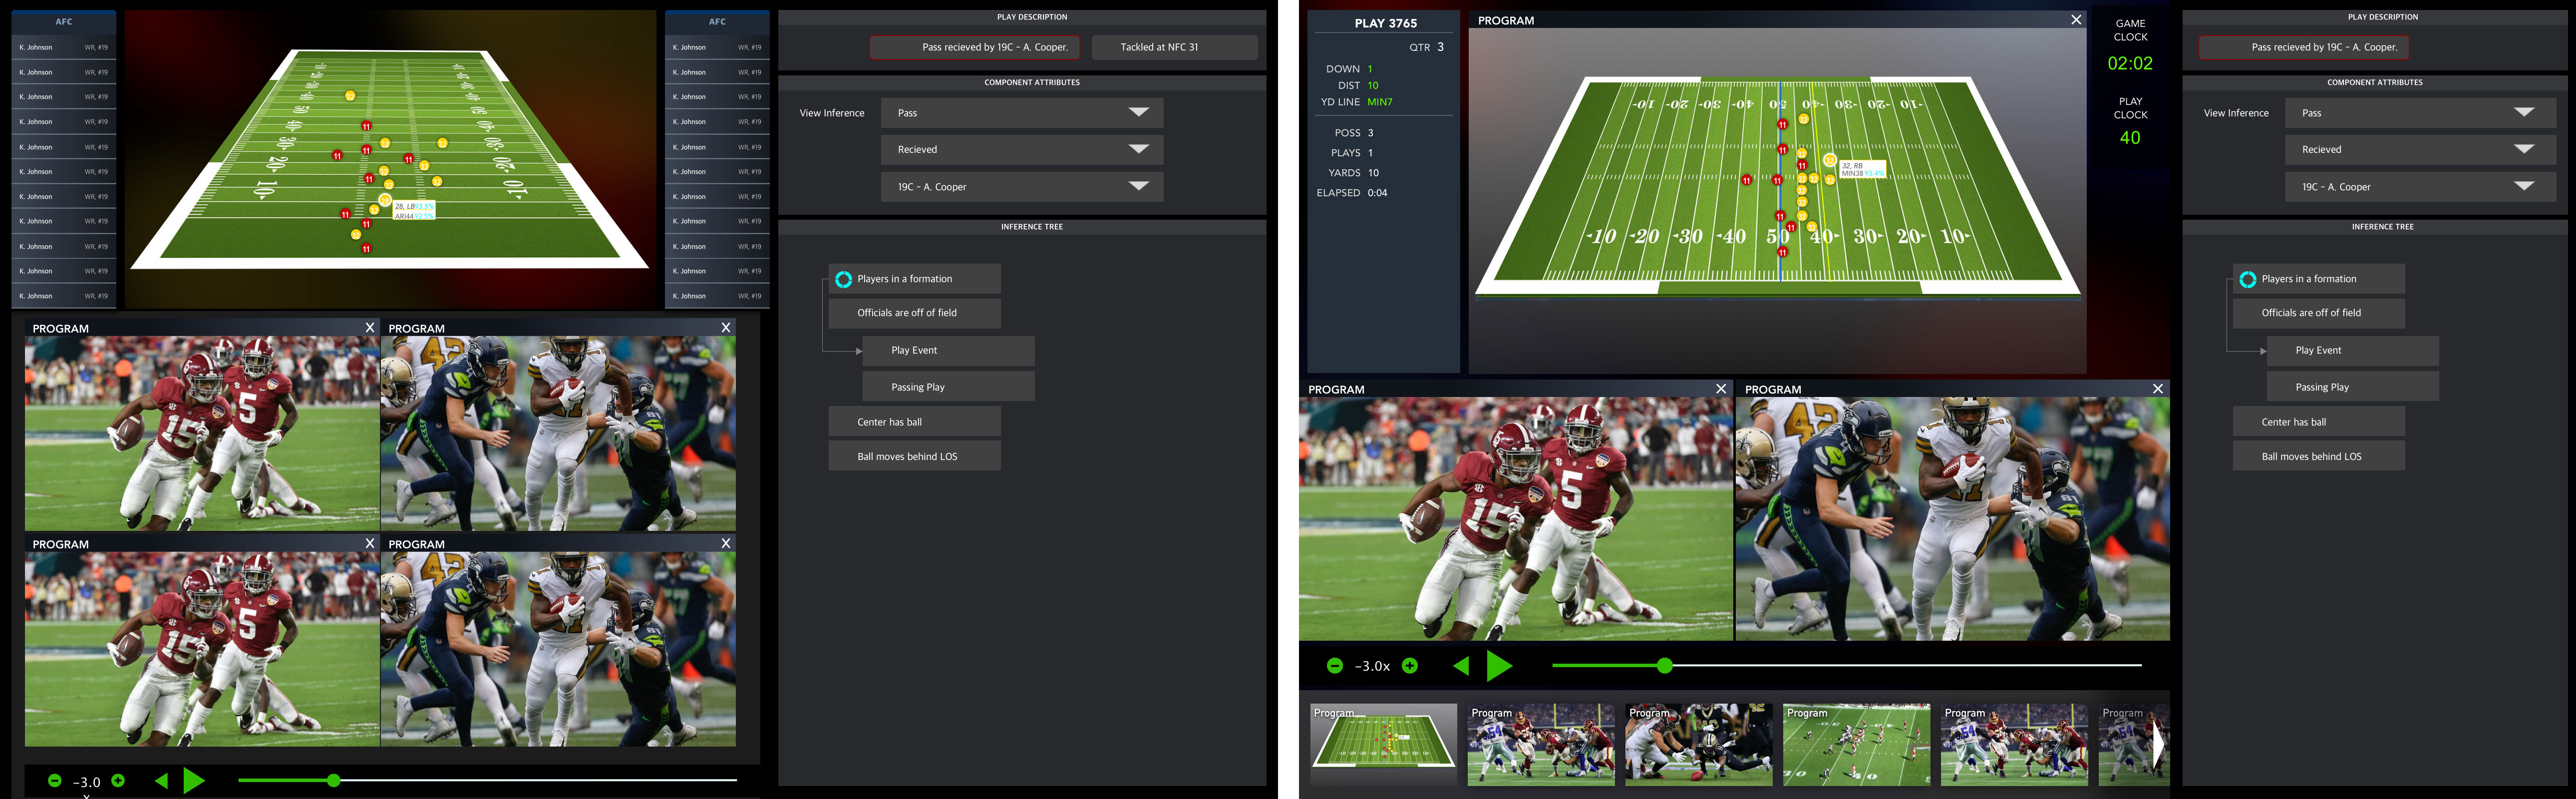 AFC
K. Johnson WR, #19
K. Johnson WR, #19
K. Johnson WR, #19
K. Johnson WR, #19
K. Johnson WR, #19
K. Johnson WR, #19
K. Johnson WR, #19
K. Johnson WR, #19
K. Johnson WR, #19
K. Johnson WR, #19
K. Johnson WR, #19
28, LB 93.5%
ARI44 92.5%
AFC
K. Johnson WR, #19
K. Johnson WR, #19
K. Johnson WR, #19
K. Johnson WR, #19
K. Johnson WR, #19
K. Johnson WR, #19
K. Johnson WR, #19
K. Johnson WR, #19
K. Johnson WR, #19
K. Johnson WR, #19
K. Johnson WR, #19
PROGRAM X
PROGRAM X
PROGRAM X
PROGRAM X
-3.0
x
PLAY DESCRIPTION
Pass recieved by 19C - A. Cooper.
Tackled at NFC 31
COMPONENT ATTRIBUTES
View Inference
Pass
Recieved
19C - A. Cooper
INFERENCE TREE
Players in a formation
Officials are off of field
Play Event
Passing Play
Center has ball
Ball moves behind LOS
PLAY 3765
QTR 3
DOWN 1
DIST 10
YD LINE MIN7
POSS 3
PLAYS 1
YARDS 10
ELAPSED 0:04
PROGRAM
32, RB
MIN38 93.4%
10 20 30 40 50 40 30 20 10
GAME
CLOCK
02:02
PLAY
CLOCK
40
PROGRAM
PROGRAM
-3.0x
Program
Program
Program
Program
Program
Program
PLAY DESCRIPTION
Pass recieved by 19C - A. Cooper.
COMPONENT ATTRIBUTES
View Inference
Pass
Recieved
19C - A. Cooper
INFERENCE TREE
Players in a formation
Officials are off of field
Play Event
Passing Play
Center has ball
Ball moves behind LOS